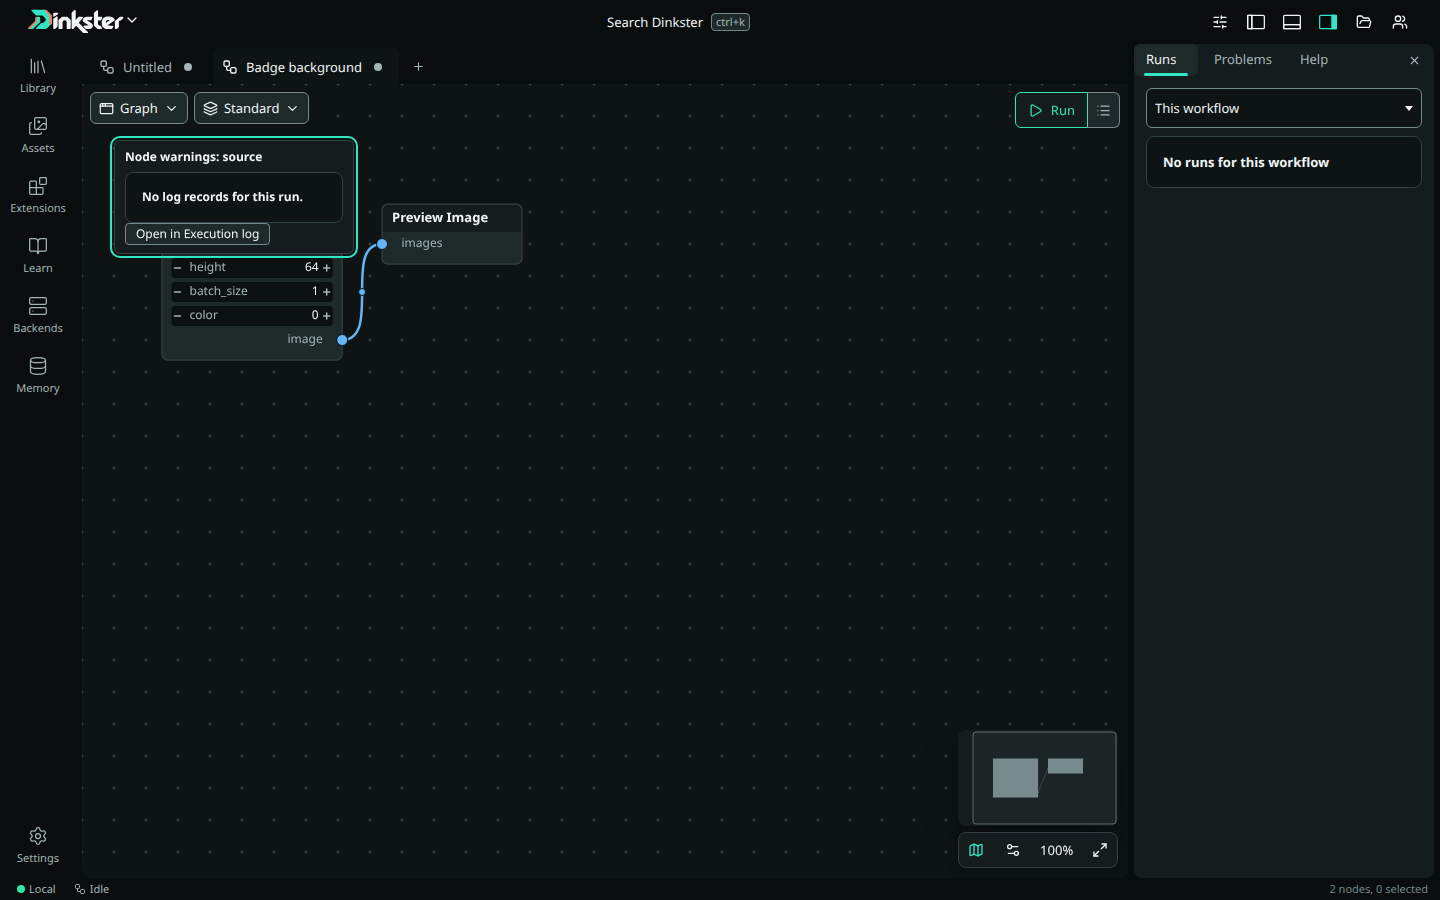 Dinkster
Search Dinkster ctrl+k
Library
Assets
Extensions
Learn
Backends
Memory
Settings
Untitled
Badge background
Graph
Standard
Run
Node warnings: source
No log records for this run.
Open in Execution log
height 64
batch_size 1
color 0
image
Preview Image
images
100%
Runs
Problems
Help
This workflow
No runs for this workflow
Local
Idle
2 nodes, 0 selected